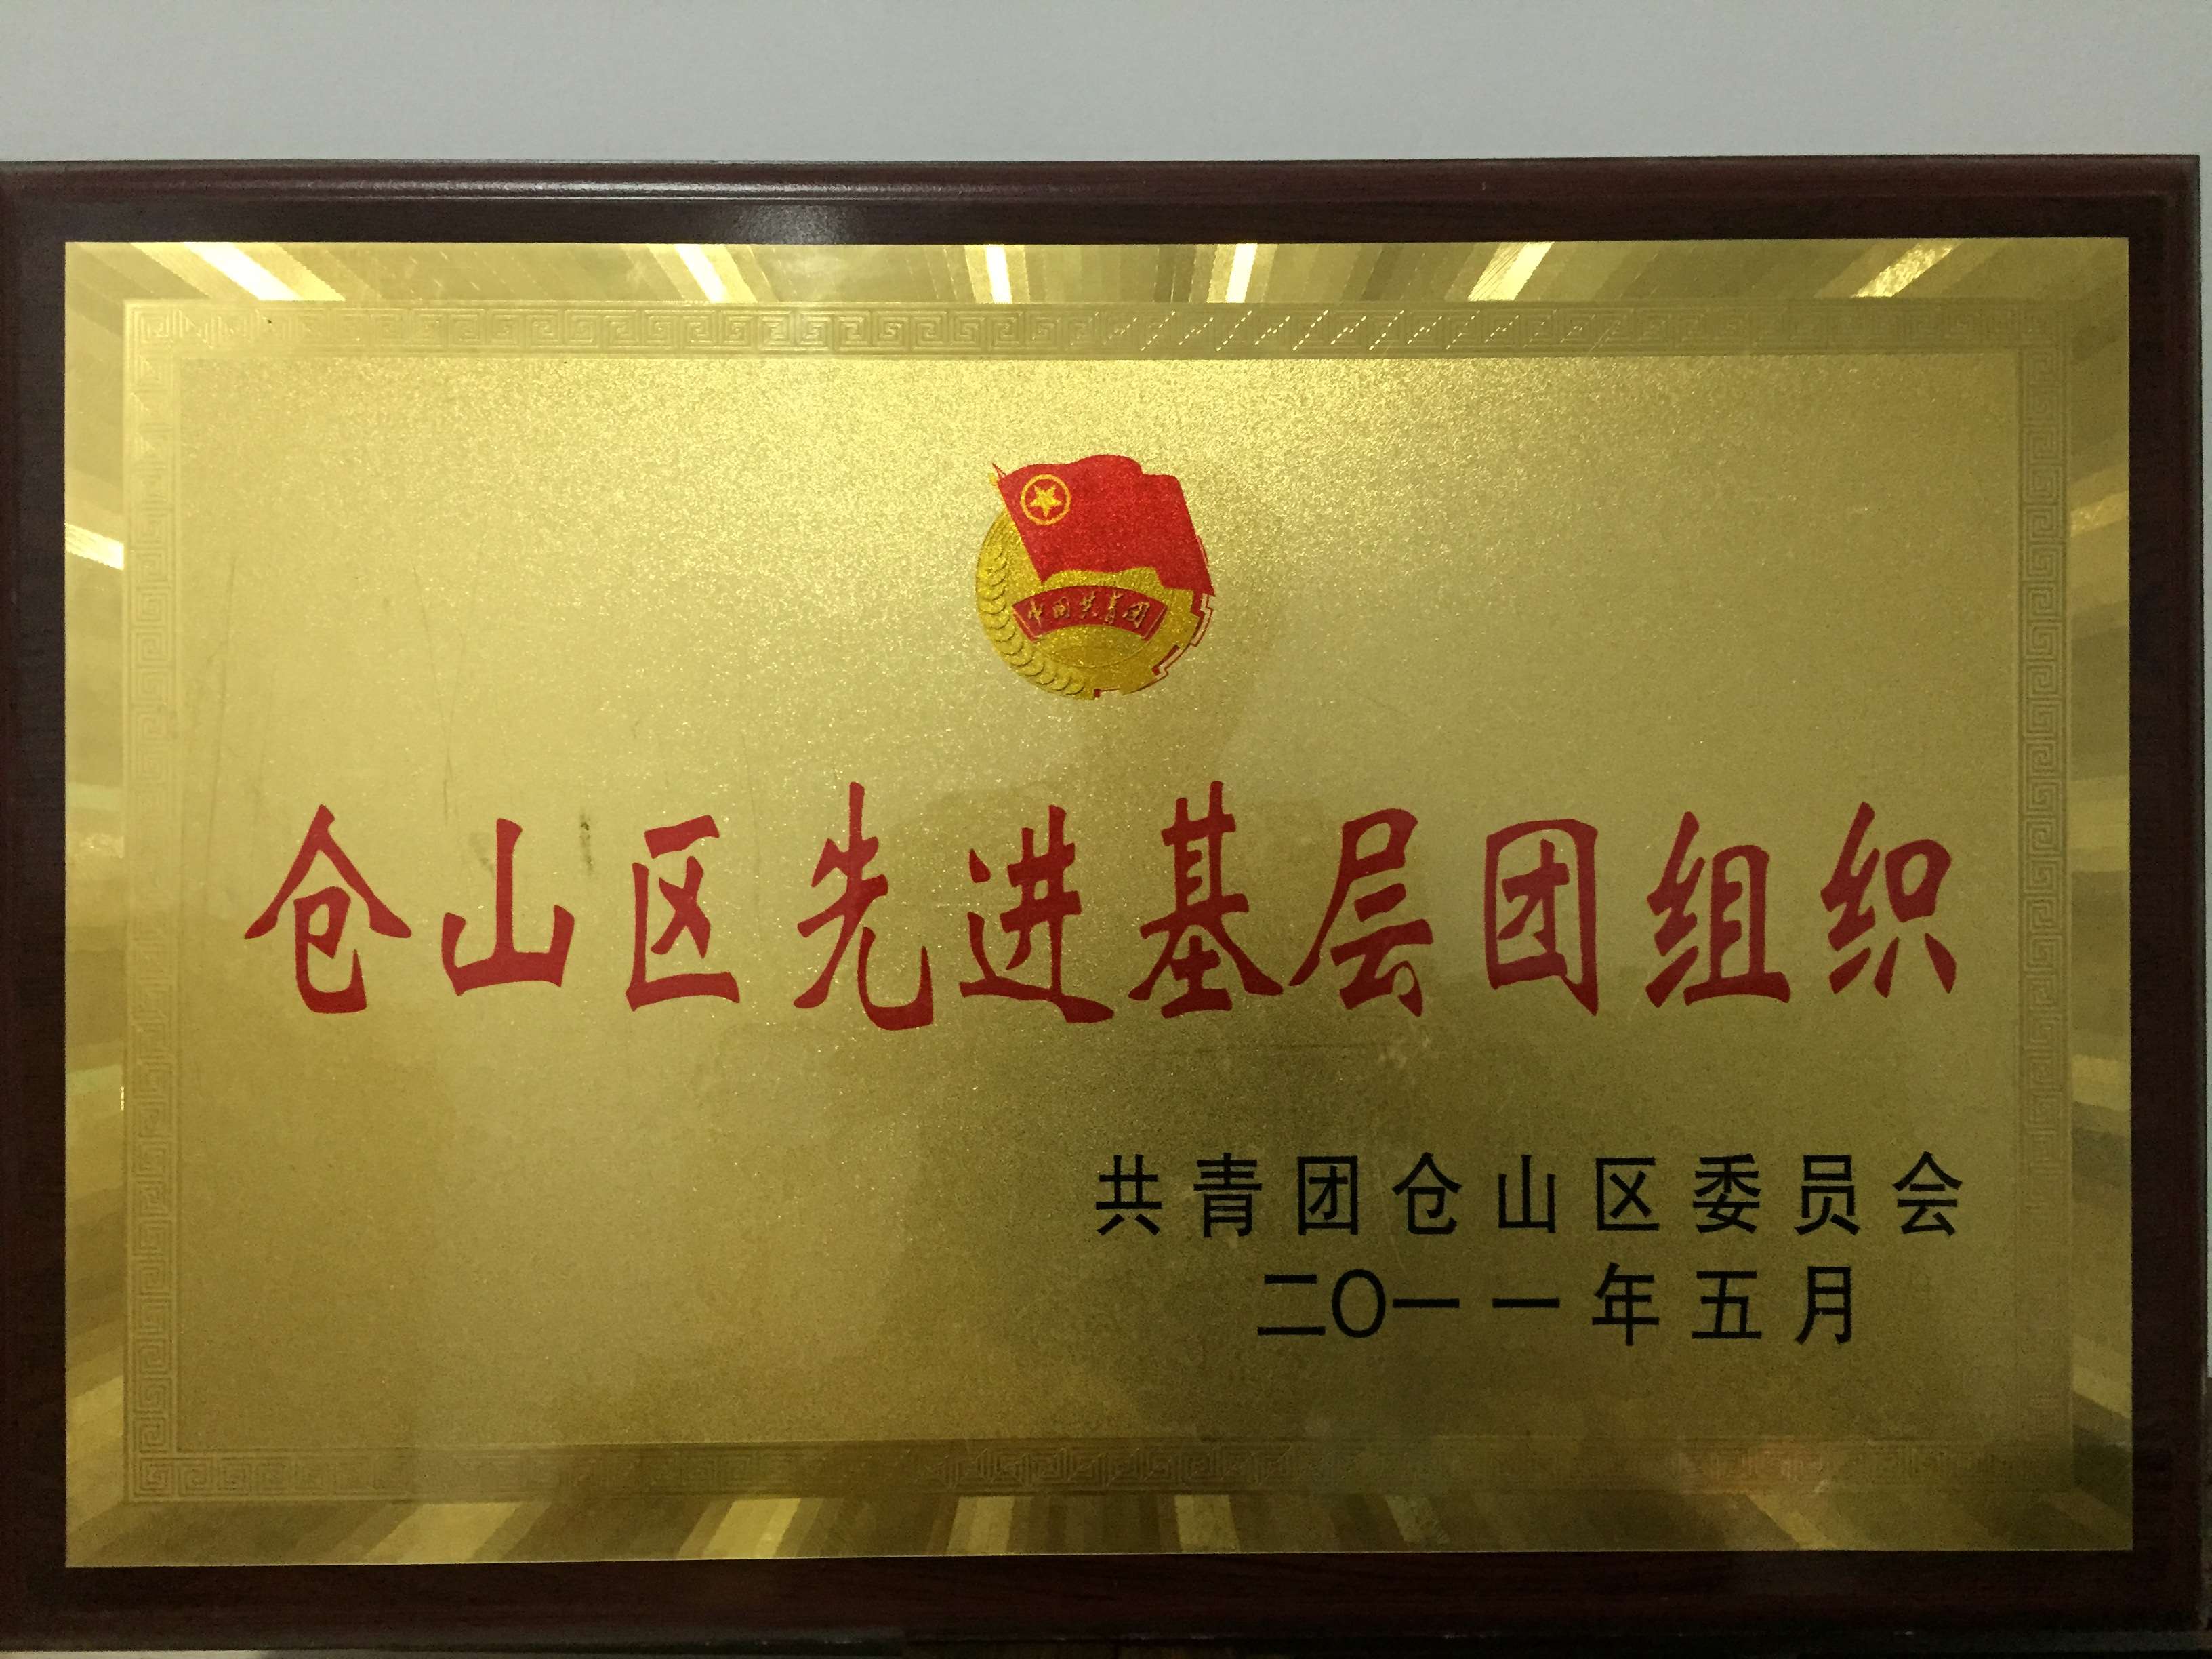 中国共青团
仓山区先进基层团组织
共青团仓山区委员会
二〇一一年五月